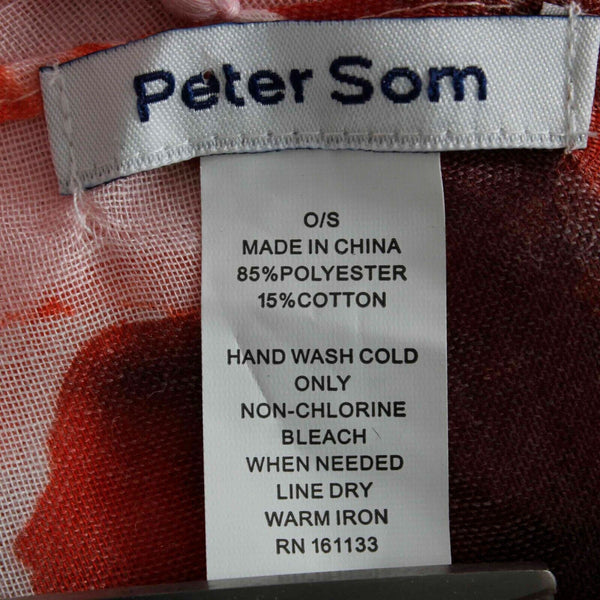 Peter Som
O/S
MADE IN CHINA
85%POLYESTER
15%COTTON
HAND WASH COLD
ONLY
NON-CHLORINE
BLEACH
WHEN NEEDED
LINE DRY
WARM IRON
RN 161133